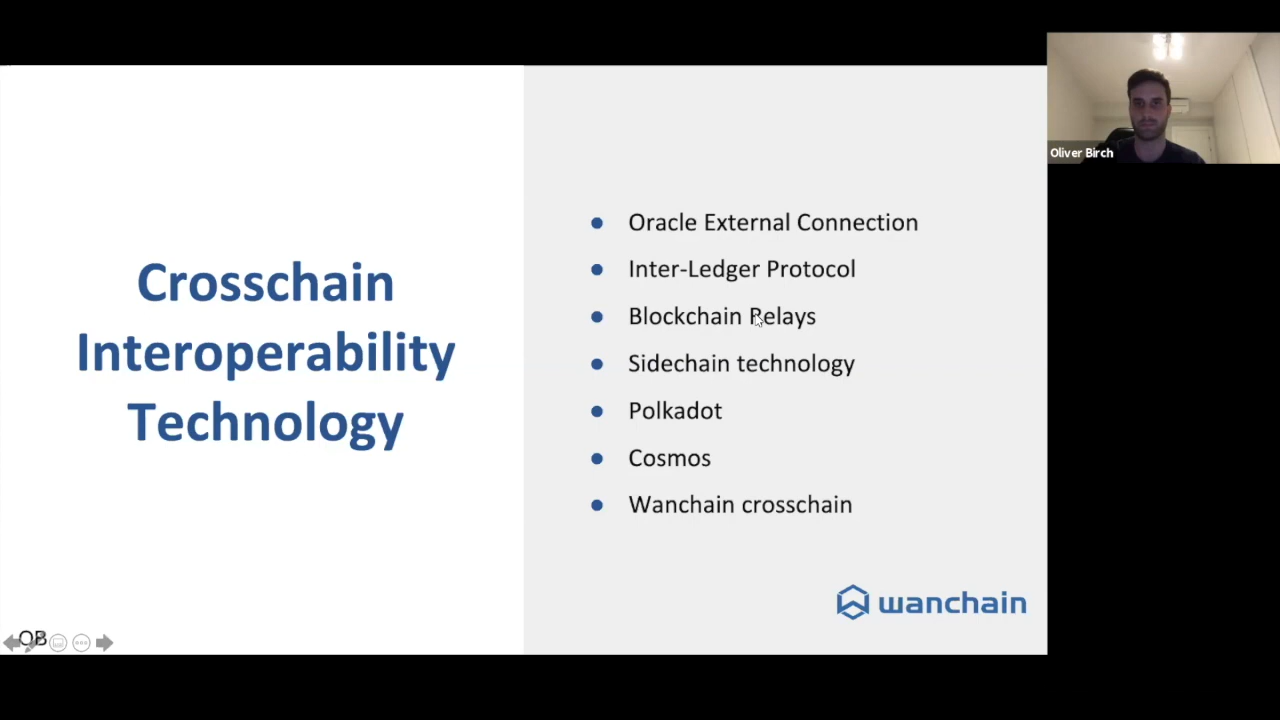 Crosschain
Interoperability
Technology
Oracle External Connection
Inter-Ledger Protocol
Blockchain Relays
Sidechain technology
Polkadot
Cosmos
Wanchain crosschain
wanchain
OB
Oliver Birch